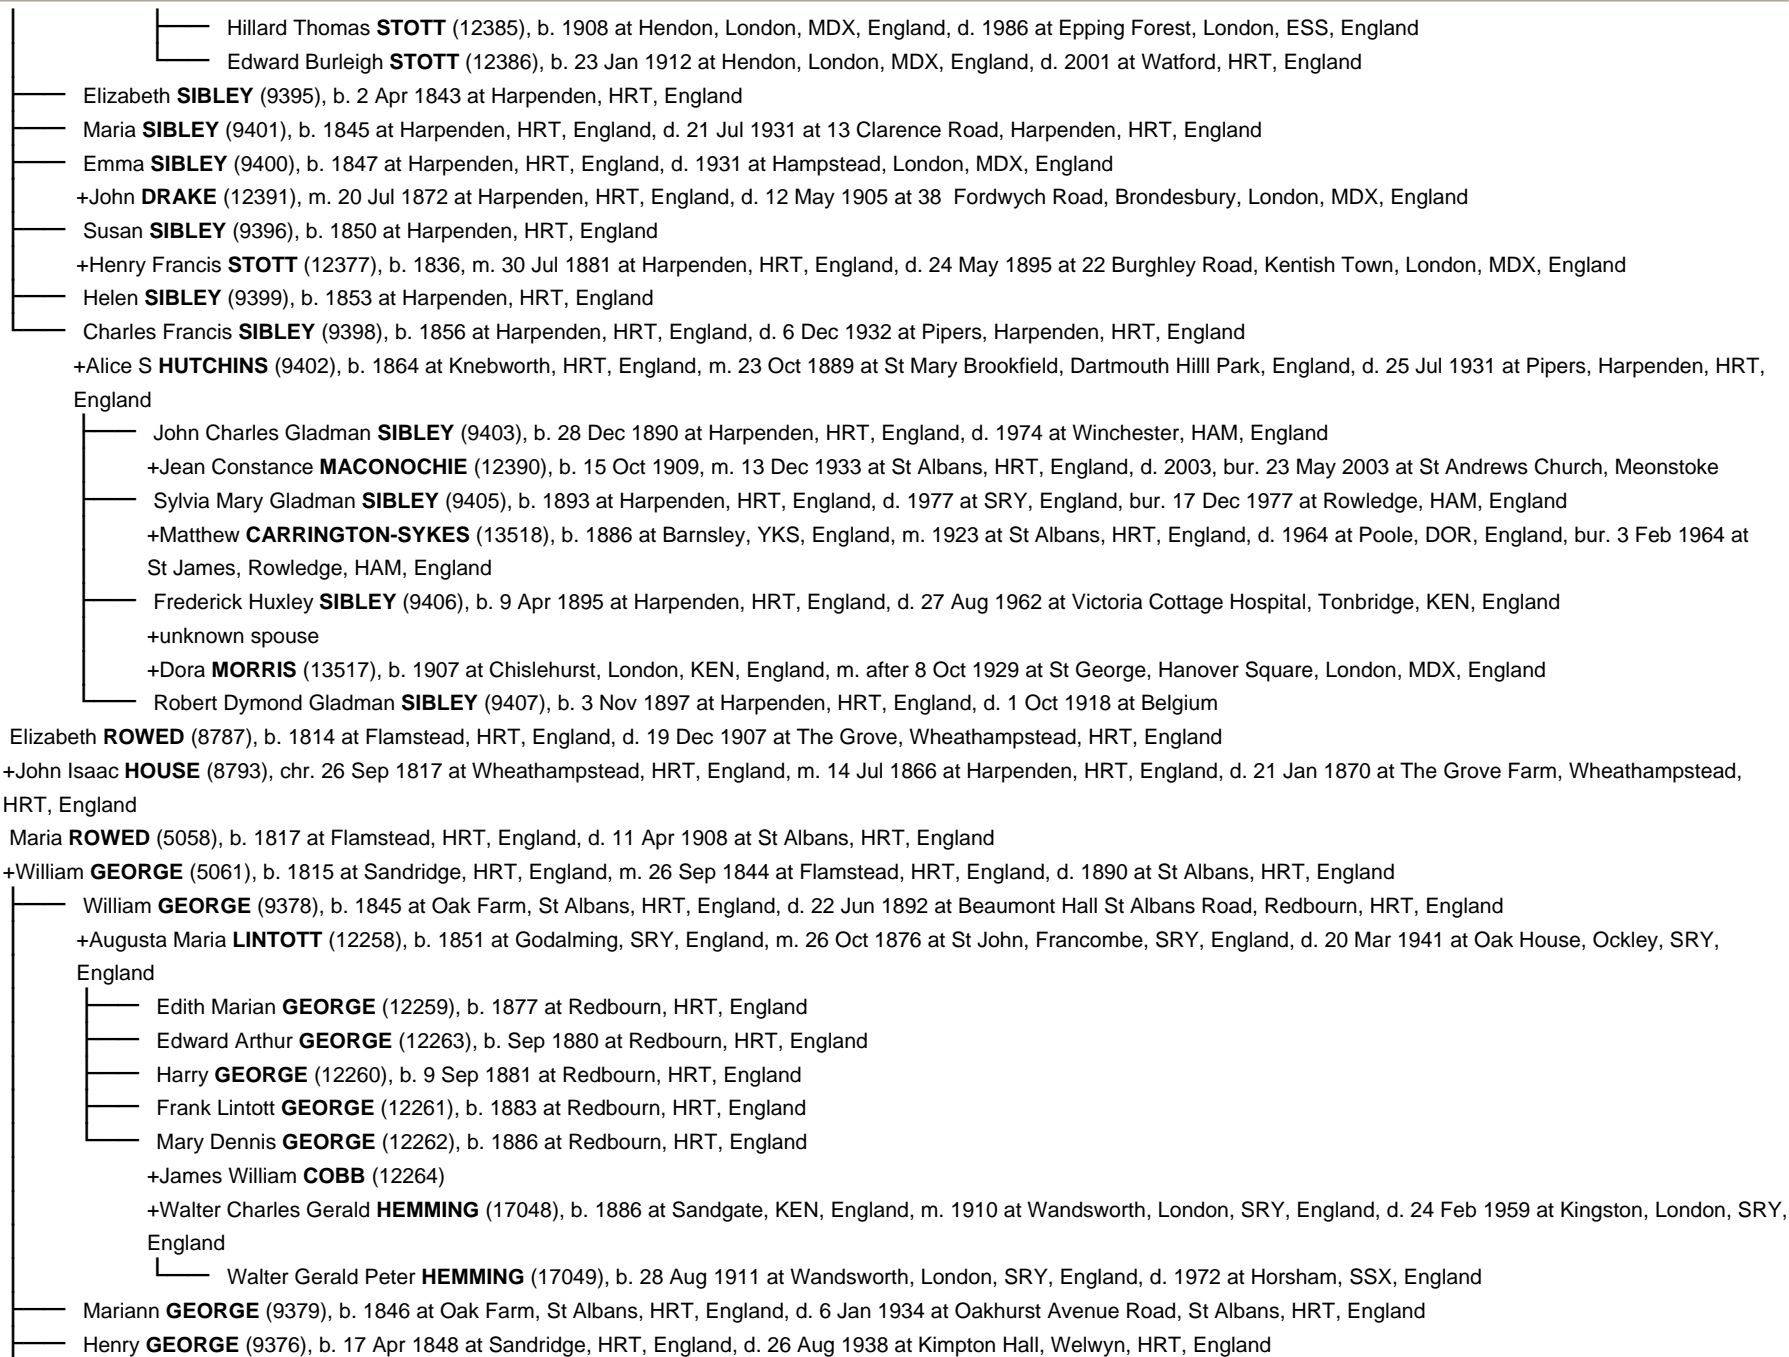 Hillard Thomas STOTT (12385), b. 1908 at Hendon, London, MDX, England, d. 1986 at Epping Forest, London, ESS, England
Edward Burleigh STOTT (12386), b. 23 Jan 1912 at Hendon, London, MDX, England, d. 2001 at Watford, HRT, England
Elizabeth SIBLEY (9395), b. 2 Apr 1843 at Harpenden, HRT, England
Maria SIBLEY (9401), b. 1845 at Harpenden, HRT, England, d. 21 Jul 1931 at 13 Clarence Road, Harpenden, HRT, England
Emma SIBLEY (9400), b. 1847 at Harpenden, HRT, England, d. 1931 at Hampstead, London, MDX, England
+John DRAKE (12391), m. 20 Jul 1872 at Harpenden, HRT, England, d. 12 May 1905 at 38 Fordwych Road, Brondesbury, London, MDX, England
Susan SIBLEY (9396), b. 1850 at Harpenden, HRT, England
+Henry Francis STOTT (12377), b. 1836, m. 30 Jul 1881 at Harpenden, HRT, England, d. 24 May 1895 at 22 Burghley Road, Kentish Town, London, MDX, England
Helen SIBLEY (9399), b. 1853 at Harpenden, HRT, England
Charles Francis SIBLEY (9398), b. 1856 at Harpenden, HRT, England, d. 6 Dec 1932 at Pipers, Harpenden, HRT, England
+Alice S HUTCHINS (9402), b. 1864 at Knebworth, HRT, England, m. 23 Oct 1889 at St Mary Brookfield, Dartmouth Hilll Park, England, d. 25 Jul 1931 at Pipers, Harpenden, HRT,
England
John Charles Gladman SIBLEY (9403), b. 28 Dec 1890 at Harpenden, HRT, England, d. 1974 at Winchester, HAM, England
+Jean Constance MACONOCHIE (12390), b. 15 Oct 1909, m. 13 Dec 1933 at St Albans, HRT, England, d. 2003, bur. 23 May 2003 at St Andrews Church, Meonstoke
Sylvia Mary Gladman SIBLEY (9405), b. 1893 at Harpenden, HRT, England, d. 1977 at SRY, England, bur. 17 Dec 1977 at Rowledge, HAM, England
+Matthew CARRINGTON-SYKES (13518), b. 1886 at Barnsley, YKS, England, m. 1923 at St Albans, HRT, England, d. 1964 at Poole, DOR, England, bur. 3 Feb 1964 at
St James, Rowledge, HAM, England
Frederick Huxley SIBLEY (9406), b. 9 Apr 1895 at Harpenden, HRT, England, d. 27 Aug 1962 at Victoria Cottage Hospital, Tonbridge, KEN, England
+unknown spouse
+Dora MORRIS (13517), b. 1907 at Chislehurst, London, KEN, England, m. after 8 Oct 1929 at St George, Hanover Square, London, MDX, England
Robert Dymond Gladman SIBLEY (9407), b. 3 Nov 1897 at Harpenden, HRT, England, d. 1 Oct 1918 at Belgium
Elizabeth ROWED (8787), b. 1814 at Flamstead, HRT, England, d. 19 Dec 1907 at The Grove, Wheathampstead, HRT, England
+John Isaac HOUSE (8793), chr. 26 Sep 1817 at Wheathampstead, HRT, England, m. 14 Jul 1866 at Harpenden, HRT, England, d. 21 Jan 1870 at The Grove Farm, Wheathampstead,
HRT, England
Maria ROWED (5058), b. 1817 at Flamstead, HRT, England, d. 11 Apr 1908 at St Albans, HRT, England
+William GEORGE (5061), b. 1815 at Sandridge, HRT, England, m. 26 Sep 1844 at Flamstead, HRT, England, d. 1890 at St Albans, HRT, England
William GEORGE (9378), b. 1845 at Oak Farm, St Albans, HRT, England, d. 22 Jun 1892 at Beaumont Hall St Albans Road, Redbourn, HRT, England
+Augusta Maria LINTOTT (12258), b. 1851 at Godalming, SRY, England, m. 26 Oct 1876 at St John, Francombe, SRY, England, d. 20 Mar 1941 at Oak House, Ockley, SRY,
England
Edith Marian GEORGE (12259), b. 1877 at Redbourn, HRT, England
Edward Arthur GEORGE (12263), b. Sep 1880 at Redbourn, HRT, England
Harry GEORGE (12260), b. 9 Sep 1881 at Redbourn, HRT, England
Frank Lintott GEORGE (12261), b. 1883 at Redbourn, HRT, England
Mary Dennis GEORGE (12262), b. 1886 at Redbourn, HRT, England
+James William COBB (12264)
+Walter Charles Gerald HEMMING (17048), b. 1886 at Sandgate, KEN, England, m. 1910 at Wandsworth, London, SRY, England, d. 24 Feb 1959 at Kingston, London, SRY,
England
Walter Gerald Peter HEMMING (17049), b. 28 Aug 1911 at Wandsworth, London, SRY, England, d. 1972 at Horsham, SSX, England
Mariann GEORGE (9379), b. 1846 at Oak Farm, St Albans, HRT, England, d. 6 Jan 1934 at Oakhurst Avenue Road, St Albans, HRT, England
Henry GEORGE (9376), b. 17 Apr 1848 at Sandridge, HRT, England, d. 26 Aug 1938 at Kimpton Hall, Welwyn, HRT, England